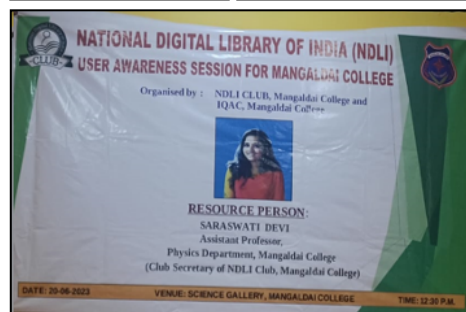 CLUB
NATIONAL DIGITAL LIBRARY OF INDIA (NDLI)
USER AWARENESS SESSION FOR MANGALDAI COLLEGE
Organised by : NDLI CLUB, Mangaldai College and
IQAC, Mangaldai College
RESOURCE PERSON:
SARASWATI DEVI
Assistant Professor,
Physics Department, Mangaldai College
(Club Secretary of NDLI Club, Mangaldai College)
DATE: 20-06-2023
VENUE: SCIENCE GALLERY, MANGALDAI COLLEGE
TIME: 12:30 P.M.